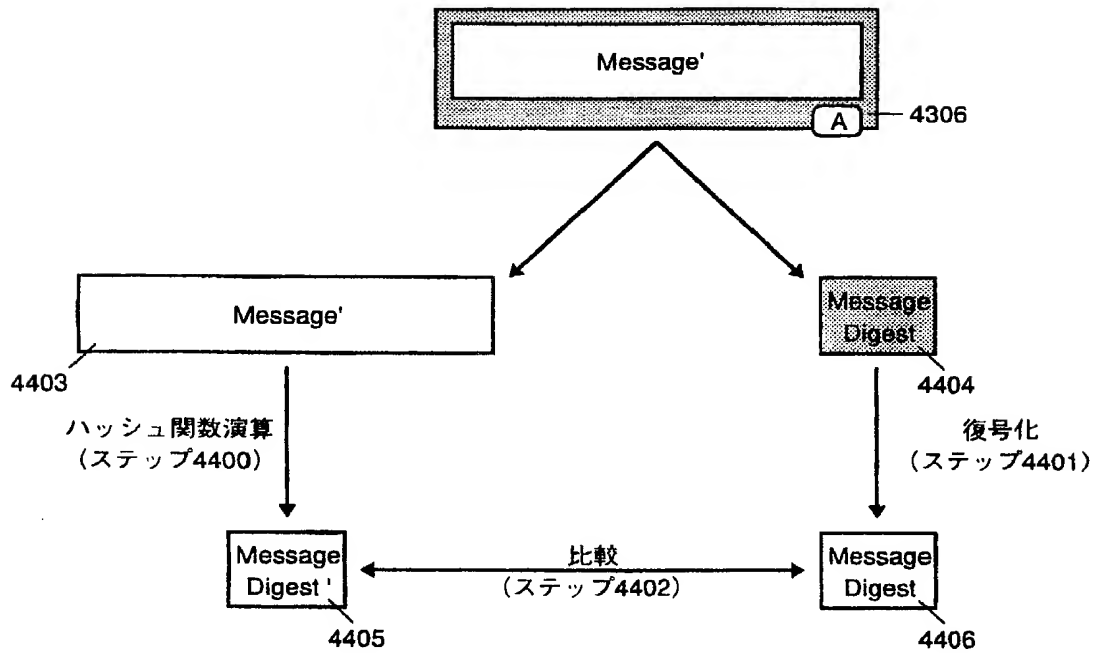 Message'
A
4306
Message'
Message
Digest
4403
4404
ハッシュ関数演算
(ステップ4400)
復号化
(ステップ4401)
Message
Digest'
比較
(ステップ4402)
Message
Digest
4405
4406